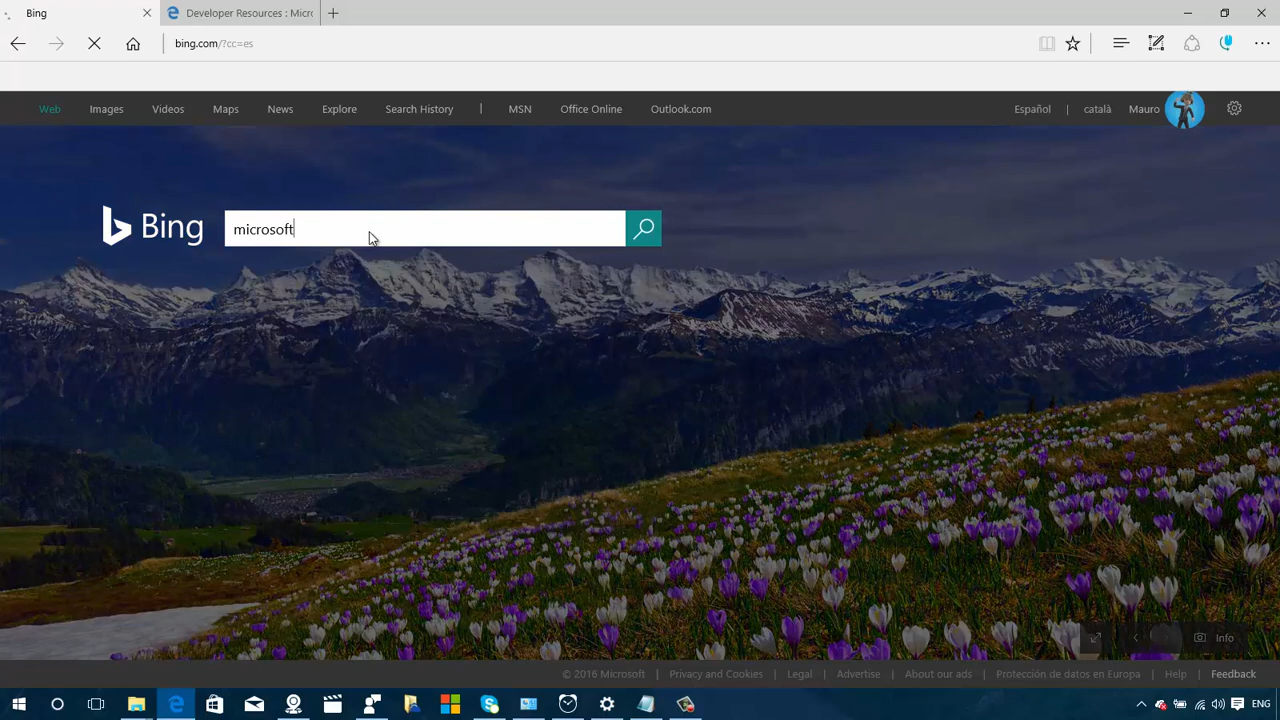 Bing
Developer Resources : Micro
bing.com/?cc=es
Web Images Videos Maps News Explore Search History | MSN Office Online Outlook.com
Español | català Mauro
Bing
microsoft
Info
© 2016 Microsoft | Privacy and Cookies | Legal | Advertise | About our ads | Protección de datos en Europa | Help | Feedback
ENG